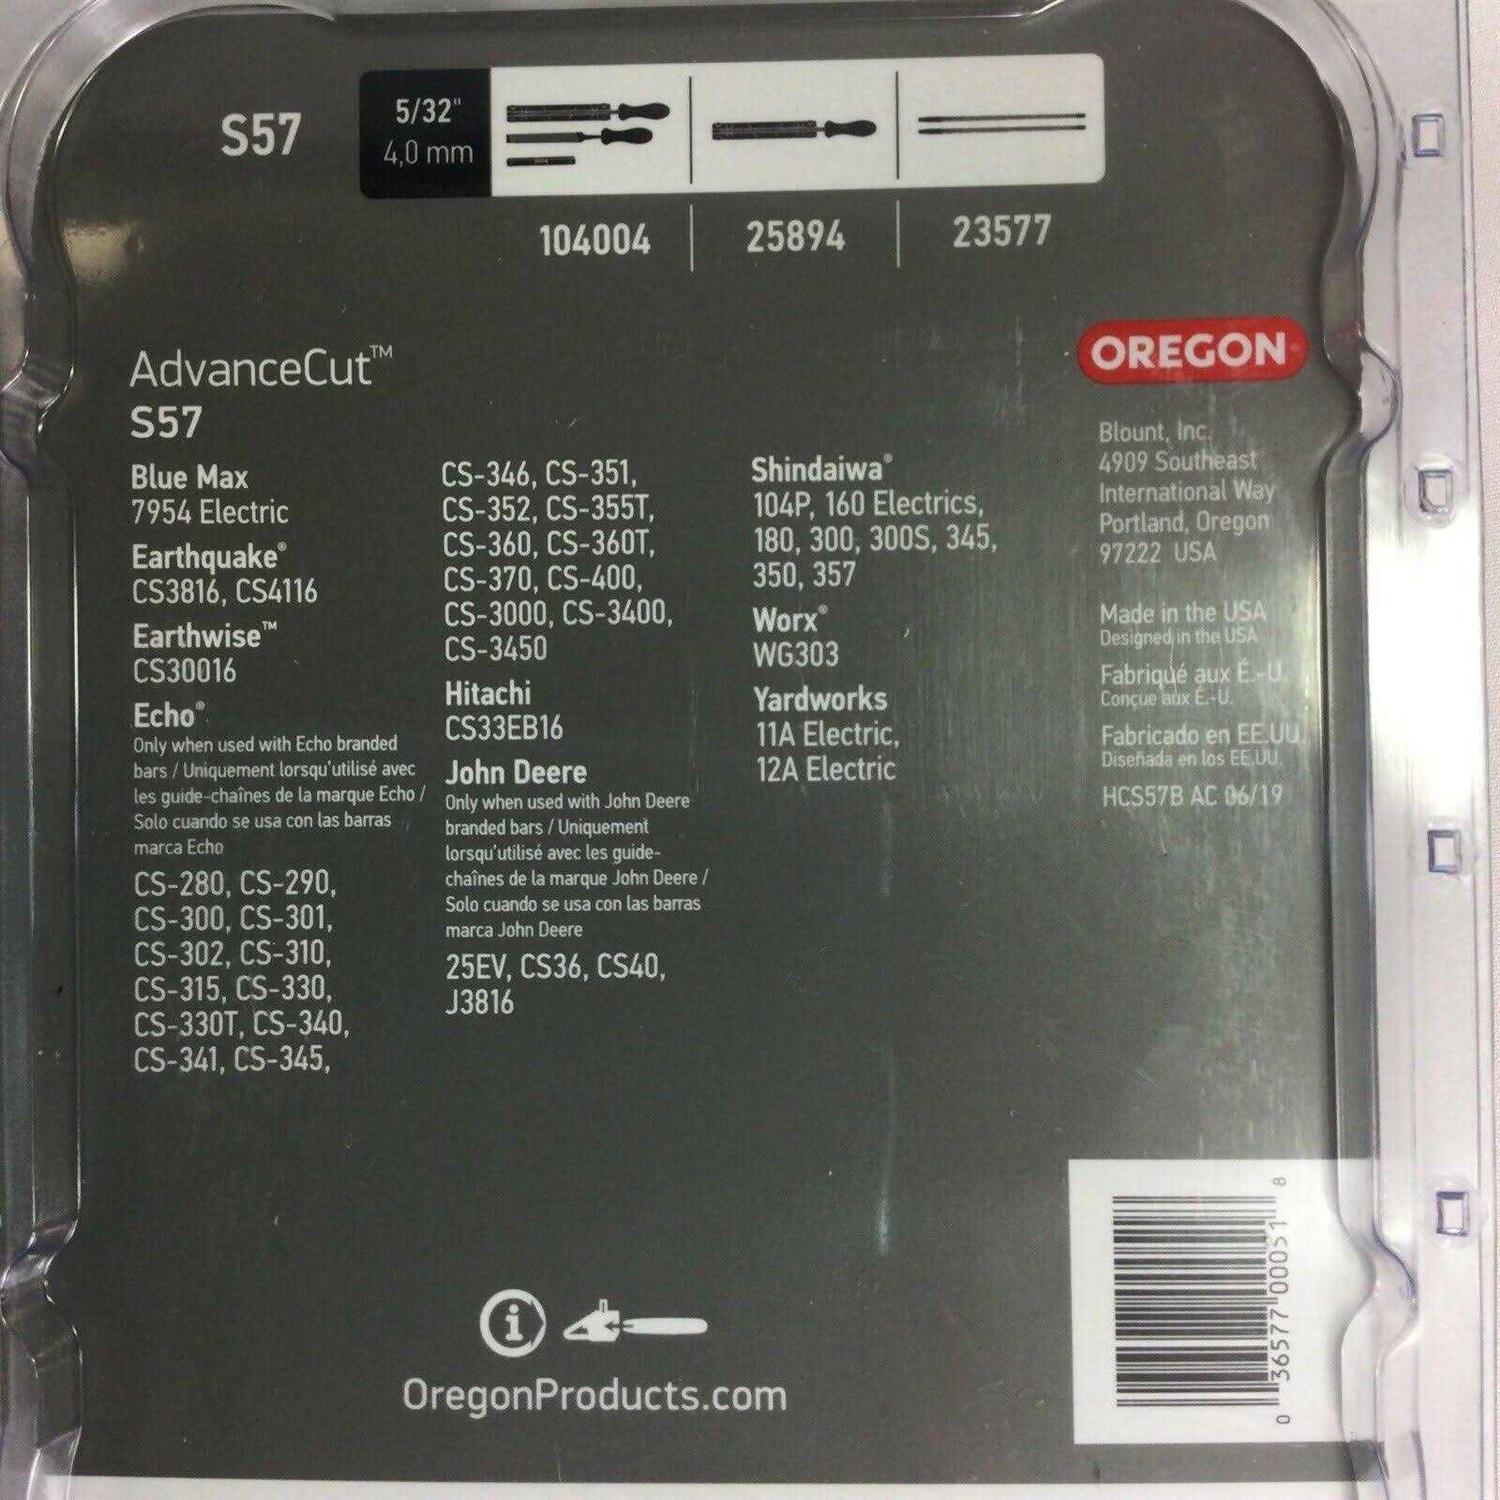 S57
5/32"
4,0 mm
104004
25894
23577
AdvanceCut™
S57
Blue Max
7954 Electric
Earthquake®
CS3816, CS4116
Earthwise™
CS30016
Echo®
Only when used with Echo branded
bars / Uniquement lorsqu'utilisé avec
les guide-chaînes de la marque Echo /
Solo cuando se usa con las barras
marca Echo
CS-280, CS-290,
CS-300, CS-301,
CS-302, CS-310,
CS-315, CS-330,
CS-330T, CS-340,
CS-341, CS-345,
CS-346, CS-351,
CS-352, CS-355T,
CS-360, CS-360T,
CS-370, CS-400,
CS-3000, CS-3400,
CS-3450
Hitachi
CS33EB16
John Deere
Only when used with John Deere
branded bars / Uniquement
lorsqu'utilisé avec les guide-
chaînes de la marque John Deere /
Solo cuando se usa con las barras
marca John Deere
25EV, CS36, CS40,
J3816
Shindaiwa®
104P, 160 Electrics,
180, 300, 300S, 345,
350, 357
Worx®
WG303
Yardworks
11A Electric,
12A Electric
OREGON
Blount, Inc.
4909 Southeast
International Way
Portland, Oregon
97222 USA
Made in the USA
Designed in the USA
Fabriqué aux É.-U.
Conçue aux É.-U.
Fabricado en EE.UU.
Diseñada en los EE.UU.
HCS57B AC 06/19
OregonProducts.com
0 36577 00051 8